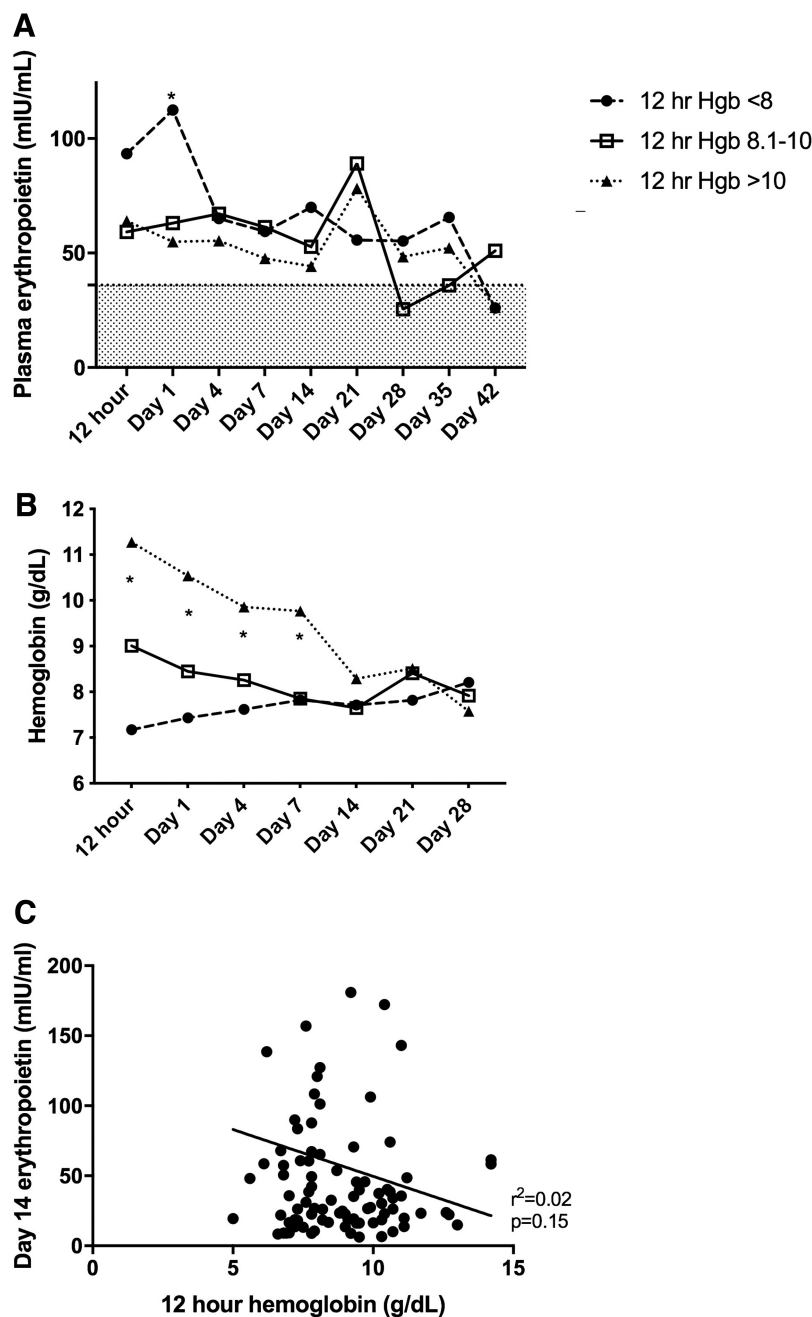 A
Plasma erythropoietin (mIU/mL)
100
50
0
*
12 hour
Day 1
Day 4
Day 7
Day 14
Day 21
Day 28
Day 35
Day 42
12 hr Hgb <8
12 hr Hgb 8.1-10
12 hr Hgb >10
B
Hemoglobin (g/dL)
12
11
10
9
8
7
6
*
*
*
*
12 hour
Day 1
Day 4
Day 7
Day 14
Day 21
Day 28
C
Day 14 erythropoietin (mIU/ml)
200
150
100
50
0
r²=0.02
p=0.15
0
5
10
15
12 hour hemoglobin (g/dL)